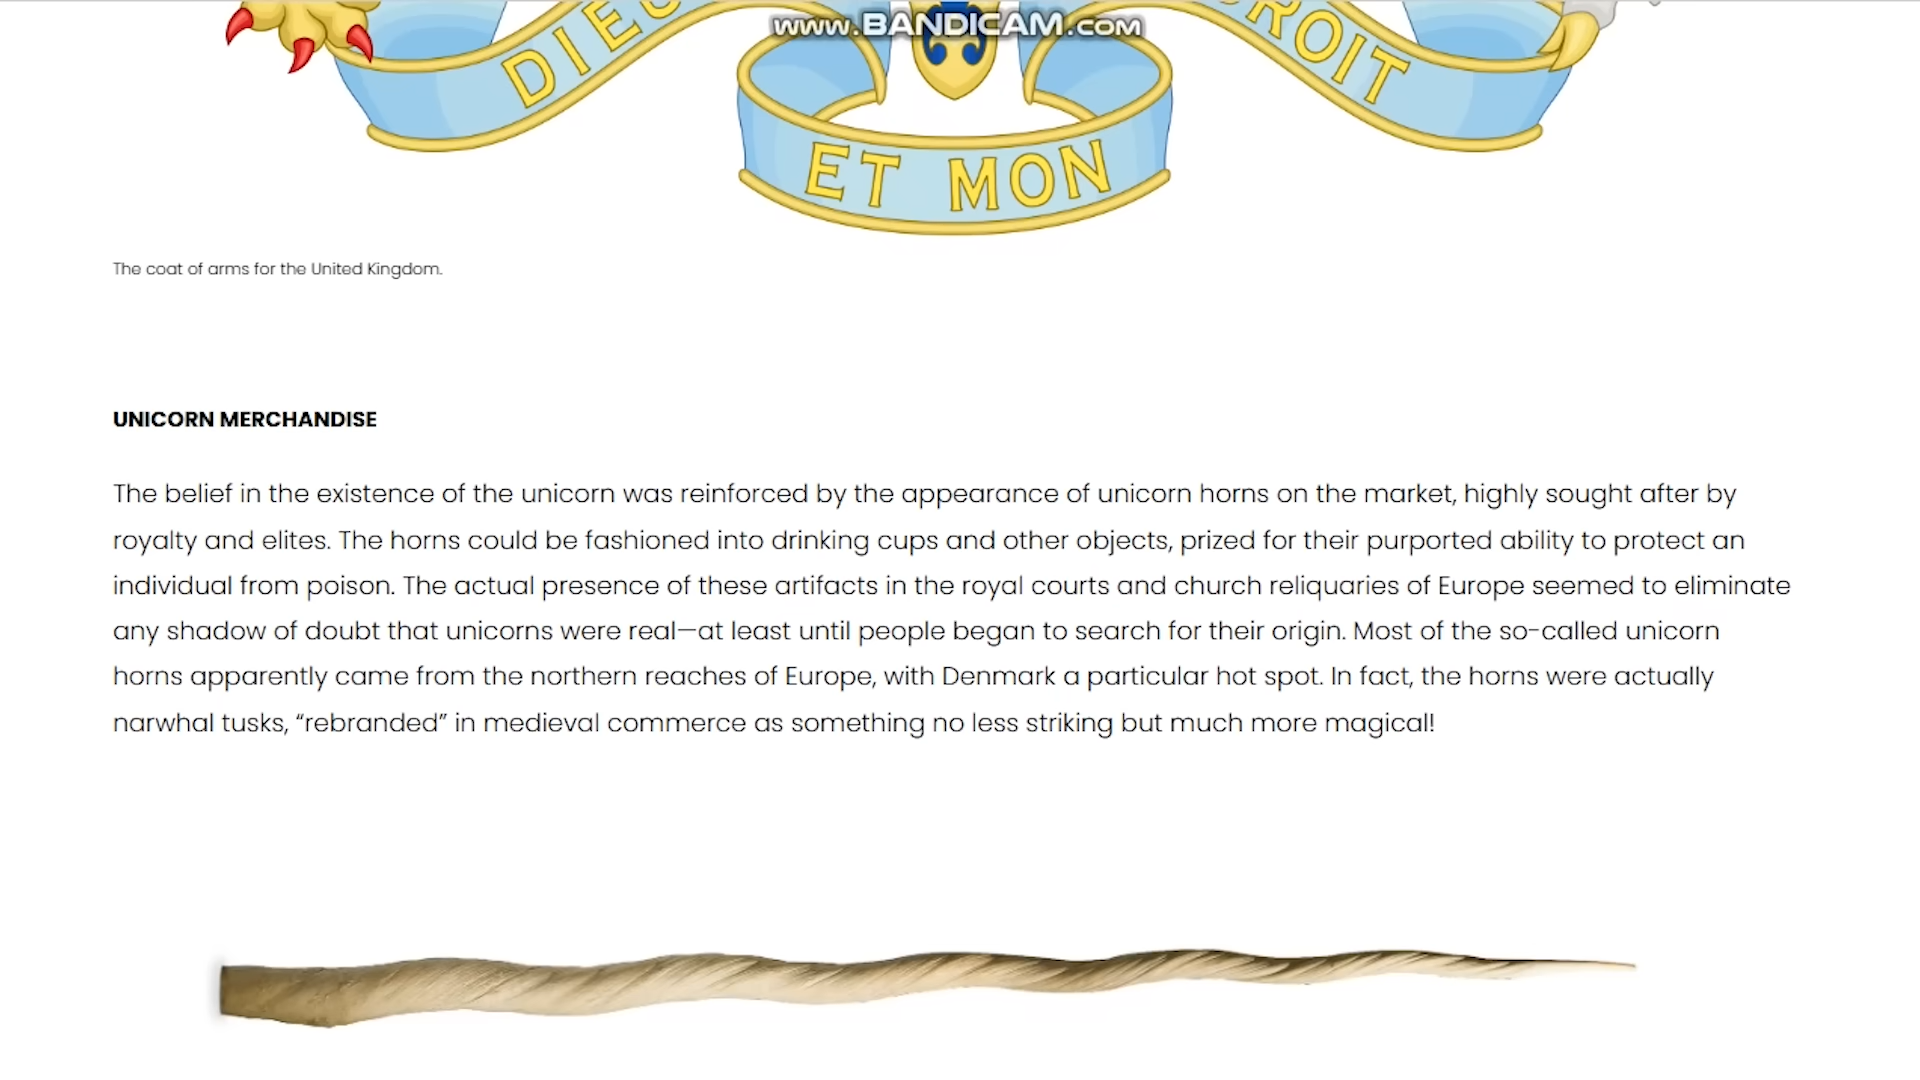 www.BANDICAM.com
DIEU
ET MON
DROIT
The coat of arms for the United Kingdom.
UNICORN MERCHANDISE
The belief in the existence of the unicorn was reinforced by the appearance of unicorn horns on the market, highly sought after by
royalty and elites. The horns could be fashioned into drinking cups and other objects, prized for their purported ability to protect an
individual from poison. The actual presence of these artifacts in the royal courts and church reliquaries of Europe seemed to eliminate
any shadow of doubt that unicorns were real—at least until people began to search for their origin. Most of the so-called unicorn
horns apparently came from the northern reaches of Europe, with Denmark a particular hot spot. In fact, the horns were actually
narwhal tusks, “rebranded” in medieval commerce as something no less striking but much more magical!